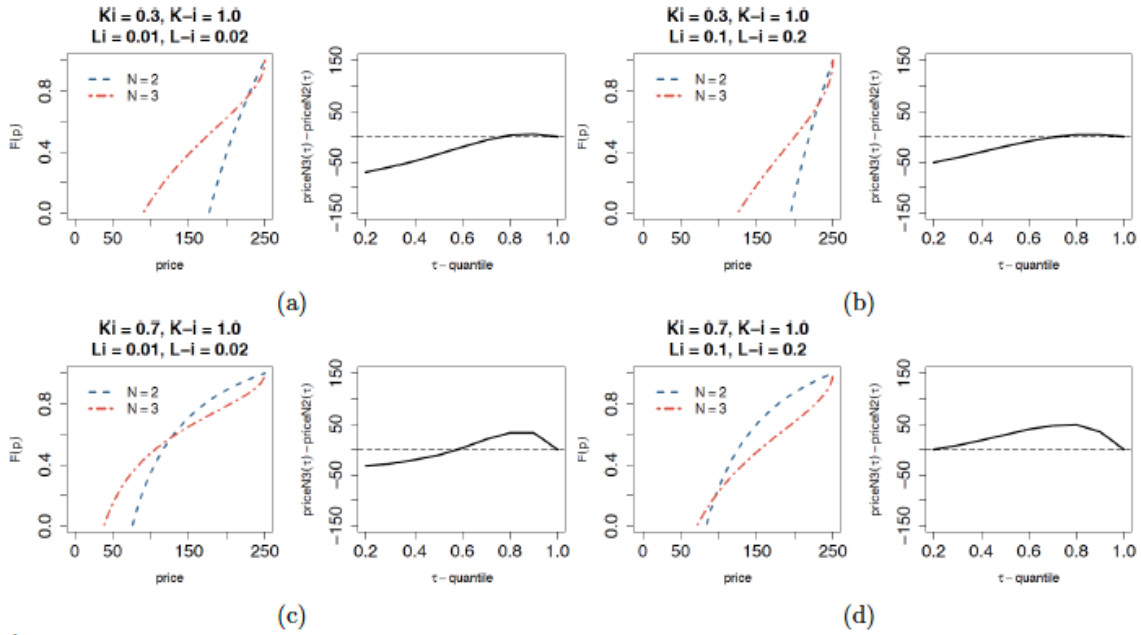 Ki = 0.3, K−i = 1.0
Li = 0.01, L−i = 0.02
N = 2
N = 3
F(p)
0.0 0.4 0.8
0 50 150 250
price
priceN3(τ)−priceN2(τ)
−150 −50 50 150
0.2 0.4 0.6 0.8 1.0
τ− quantile
(a)
Ki = 0.3, K−i = 1.0
Li = 0.1, L−i = 0.2
N = 2
N = 3
F(p)
0.0 0.4 0.8
0 50 150 250
price
priceN3(τ)−priceN2(τ)
−150 −50 50 150
0.2 0.4 0.6 0.8 1.0
τ− quantile
(b)
Ki = 0.7, K−i = 1.0
Li = 0.01, L−i = 0.02
N = 2
N = 3
F(p)
0.0 0.4 0.8
0 50 150 250
price
priceN3(τ)−priceN2(τ)
−150 −50 50 150
0.2 0.4 0.6 0.8 1.0
τ− quantile
(c)
Ki = 0.7, K−i = 1.0
Li = 0.1, L−i = 0.2
N = 2
N = 3
F(p)
0.0 0.4 0.8
0 50 150 250
price
priceN3(τ)−priceN2(τ)
−150 −50 50 150
0.2 0.4 0.6 0.8 1.0
τ− quantile
(d)